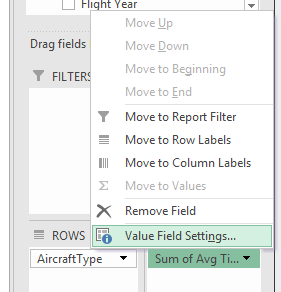 Flight Year
Drag fields
FILTERS
Move Up
Move Down
Move to Beginning
Move to End
Move to Report Filter
Move to Row Labels
Move to Column Labels
Move to Values
Remove Field
Value Field Settings...
ROWS
AircraftType
Sum of Avg Ti...